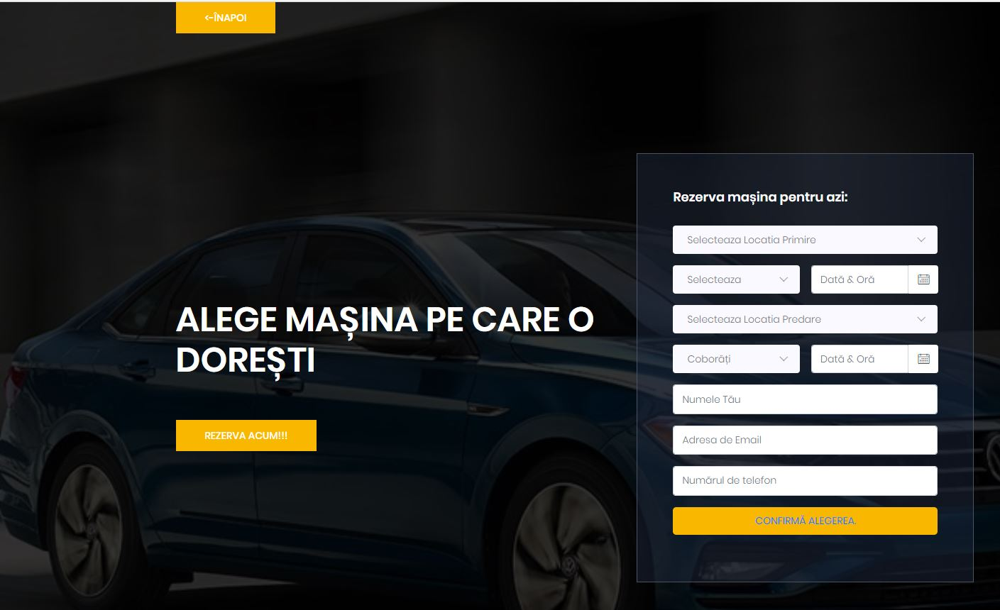 <-ÎNAPOI
ALEGE MAȘINA PE CARE O
DOREȘTI
REZERVA ACUM!!!
Rezerva mașina pentru azi:
Selecteaza Locatia Primire
Selecteaza
Dată & Oră
Selecteaza Locatia Predare
Coborâți
Dată & Oră
Numele Tău
Adresa de Email
Numărul de telefon
CONFIRMĂ ALEGEREA.